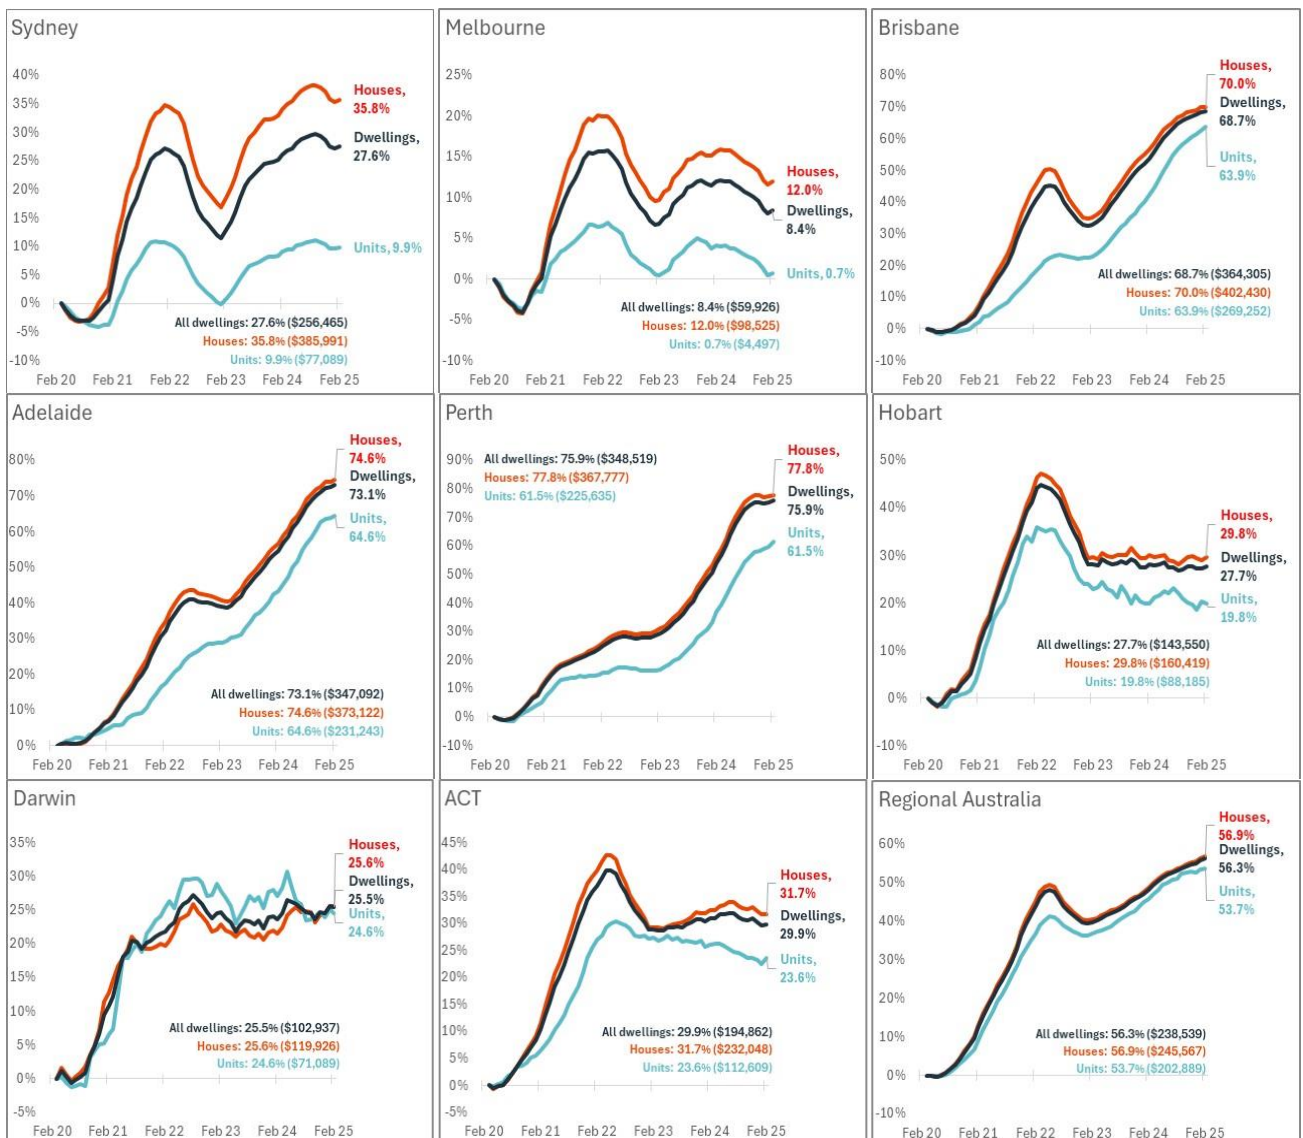 Sydney
40%
35%
30%
25%
20%
15%
10%
5%
0%
-5%
-10%
Houses,
35.8%
Dwellings,
27.6%
Units, 9.9%
All dwellings: 27.6% ($256,465)
Houses: 35.8% ($385,991)
Units: 9.9% ($77,089)
Feb 20 Feb 21 Feb 22 Feb 23 Feb 24 Feb 25
Melbourne
25%
20%
15%
10%
5%
0%
-5%
-10%
Houses,
12.0%
Dwellings,
8.4%
Units, 0.7%
All dwellings: 8.4% ($59,926)
Houses: 12.0% ($98,525)
Units: 0.7% ($4,497)
Feb 20 Feb 21 Feb 22 Feb 23 Feb 24 Feb 25
Brisbane
80%
70%
60%
50%
40%
30%
20%
10%
0%
-10%
Houses,
70.0%
Dwellings,
68.7%
Units,
63.9%
All dwellings: 68.7% ($364,305)
Houses: 70.0% ($402,430)
Units: 63.9% ($269,252)
Feb 20 Feb 21 Feb 22 Feb 23 Feb 24 Feb 25
Adelaide
80%
70%
60%
50%
40%
30%
20%
10%
0%
Houses,
74.6%
Dwellings,
73.1%
Units,
64.6%
All dwellings: 73.1% ($347,092)
Houses: 74.6% ($373,122)
Units: 64.6% ($231,243)
Feb 20 Feb 21 Feb 22 Feb 23 Feb 24 Feb 25
Perth
90%
80%
70%
60%
50%
40%
30%
20%
10%
0%
-10%
All dwellings: 75.9% ($348,519)
Houses: 77.8% ($367,777)
Units: 61.5% ($225,635)
Houses,
77.8%
Dwellings,
75.9%
Units,
61.5%
Feb 20 Feb 21 Feb 22 Feb 23 Feb 24 Feb 25
Hobart
50%
40%
30%
20%
10%
0%
-10%
Houses,
29.8%
Dwellings,
27.7%
Units,
19.8%
All dwellings: 27.7% ($143,550)
Houses: 29.8% ($160,419)
Units: 19.8% ($88,185)
Feb 20 Feb 21 Feb 22 Feb 23 Feb 24 Feb 25
Darwin
35%
30%
25%
20%
15%
10%
5%
0%
-5%
Houses,
25.6%
Dwellings,
25.5%
Units,
24.6%
All dwellings: 25.5% ($102,937)
Houses: 25.6% ($119,926)
Units: 24.6% ($71,089)
Feb 20 Feb 21 Feb 22 Feb 23 Feb 24 Feb 25
ACT
45%
40%
35%
30%
25%
20%
15%
10%
5%
0%
-5%
Houses,
31.7%
Dwellings,
29.9%
Units,
23.6%
All dwellings: 29.9% ($194,862)
Houses: 31.7% ($232,048)
Units: 23.6% ($112,609)
Feb 20 Feb 21 Feb 22 Feb 23 Feb 24 Feb 25
Regional Australia
60%
50%
40%
30%
20%
10%
0%
-10%
Houses,
56.9%
Dwellings,
56.3%
Units,
53.7%
All dwellings: 56.3% ($238,539)
Houses: 56.9% ($245,567)
Units: 53.7% ($202,889)
Feb 20 Feb 21 Feb 22 Feb 23 Feb 24 Feb 25